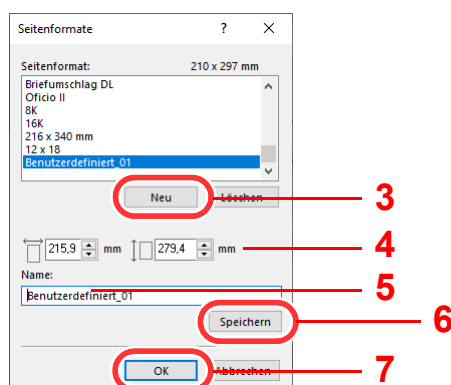 Seitenformate ? ×
Seitenformat: 210 x 297 mm
Briefumschlag DL
Oficio II
8K
16K
216 x 340 mm
12 x 18
Benutzerdefiniert_01
Neu Löschen 3
215,9 mm 279,4 mm 4
Name:
Benutzerdefiniert_01 5
Speichern 6
OK Abbrechen 7